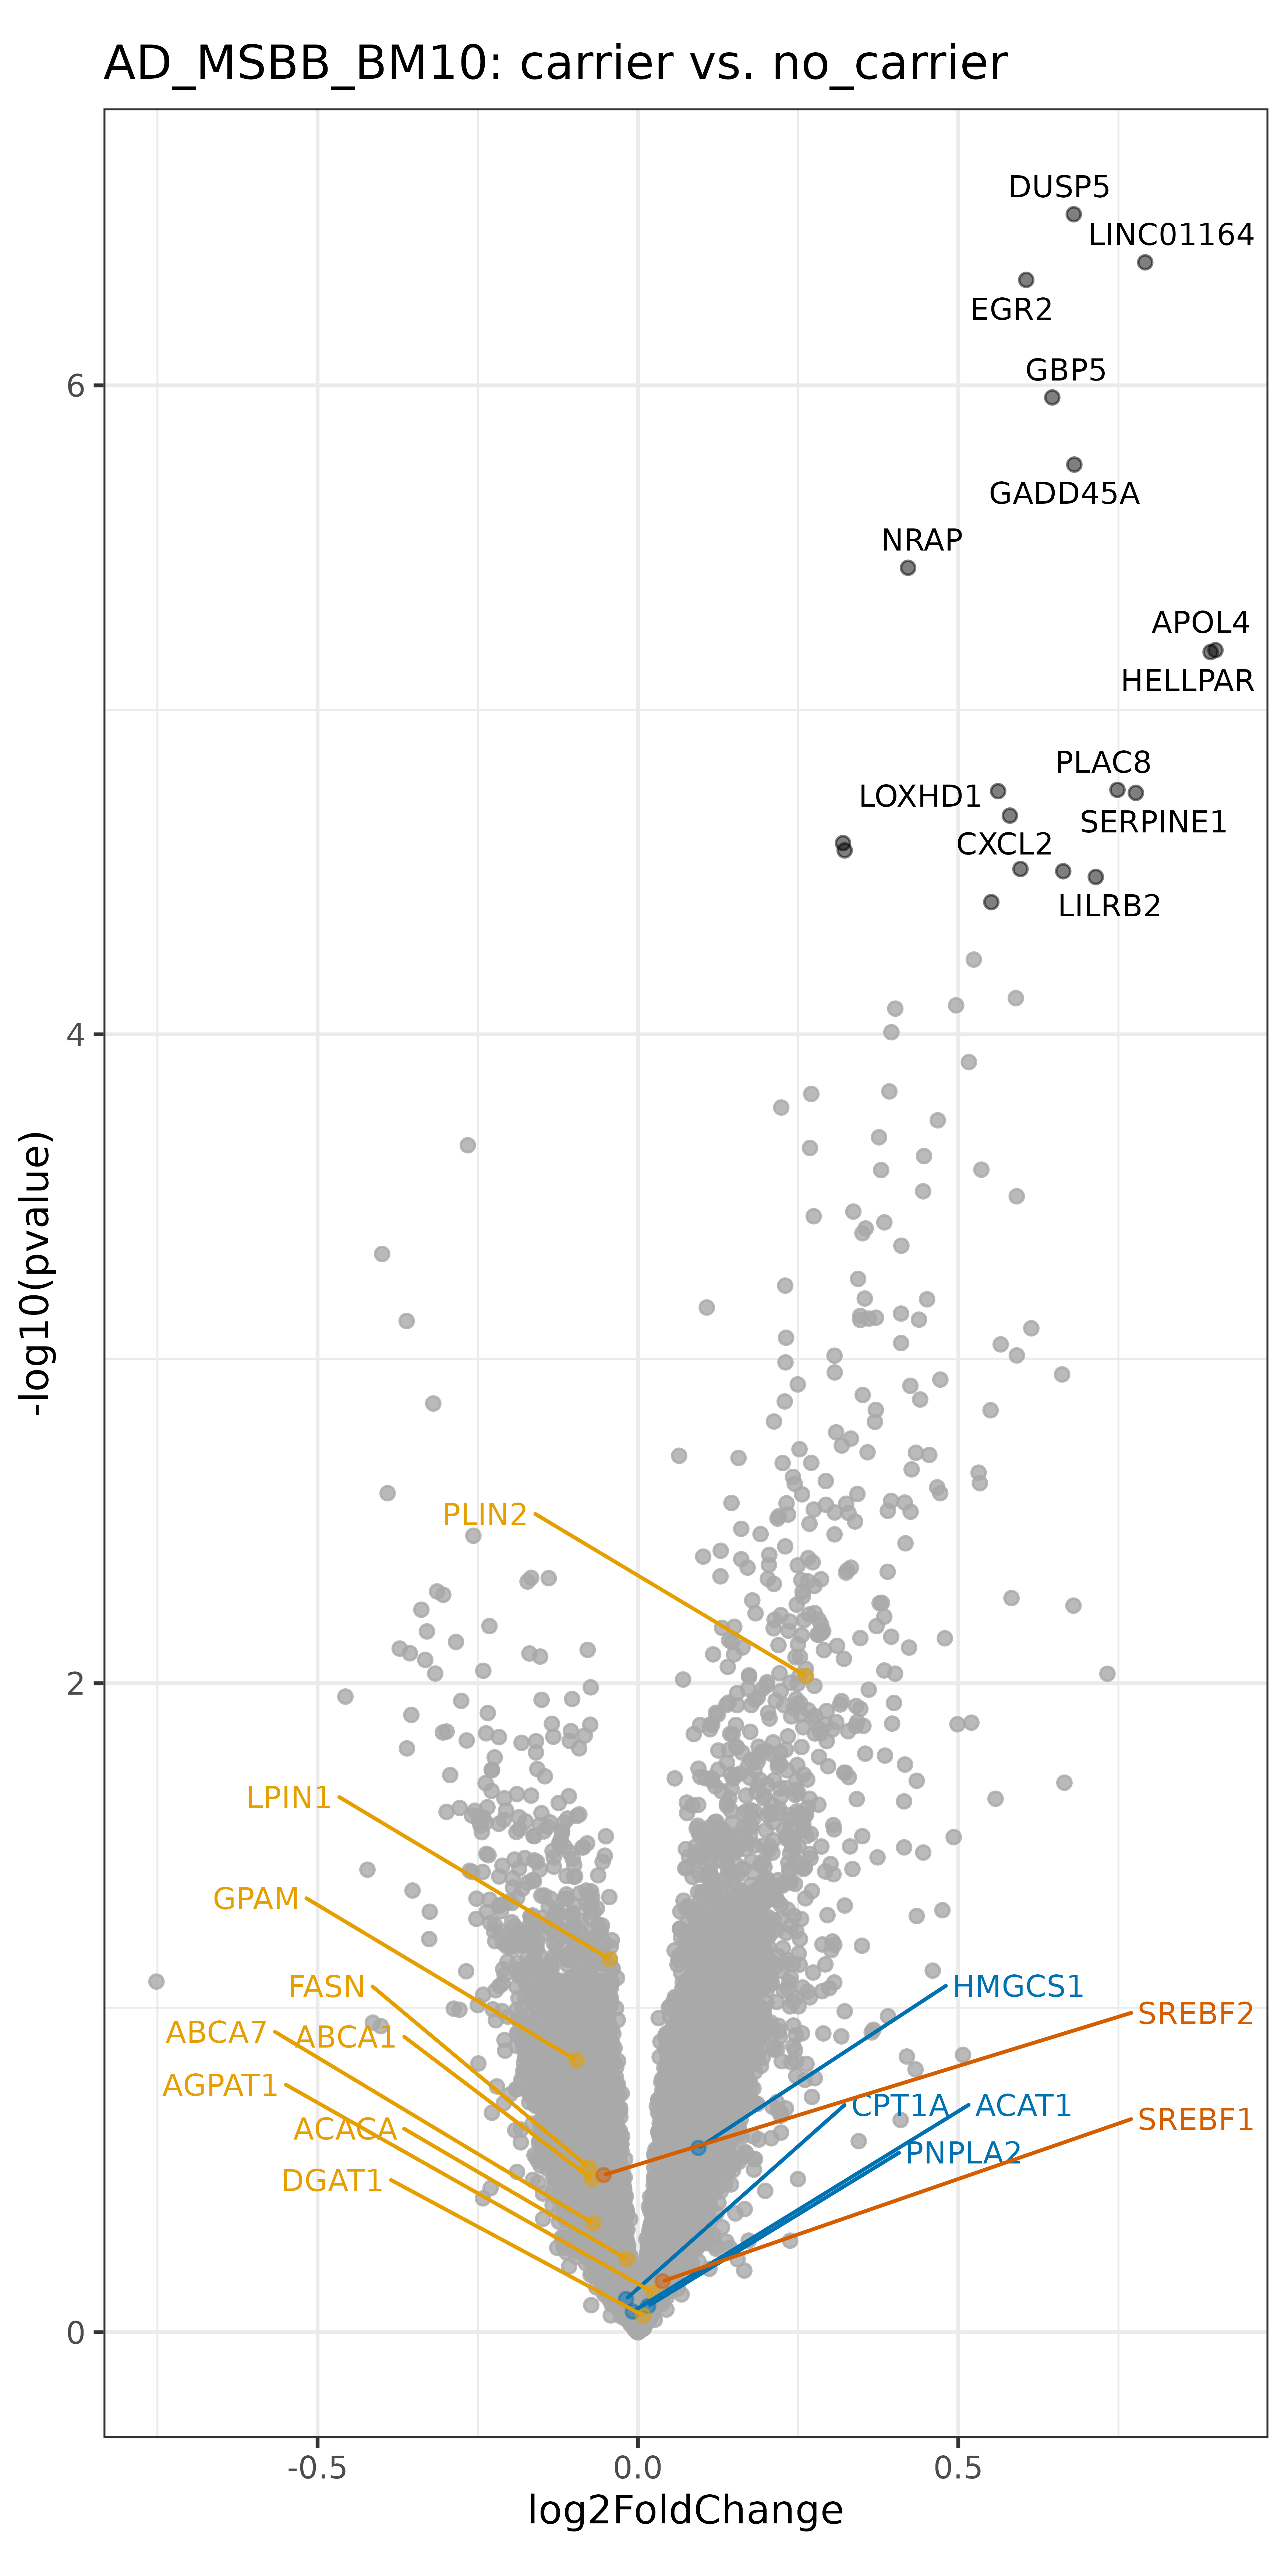 AD_MSBB_BM10: carrier vs. no_carrier
DUSP5
LINC01164
EGR2
GBP5
6
GADD45A
NRAP
APOL4
HELLPAR
PLAC8
LOXHD1
SERPINE1
CXCL2
LILRB2
4
-log10(pvalue)
PLIN2
2
LPIN1
GPAM
FASN
HMGCS1
SREBF2
ABCA7
ABCA1
AGPAT1
CPT1A
ACAT1
SREBF1
ACACA
PNPLA2
DGAT1
0
-0.5
0.0
0.5
log2FoldChange